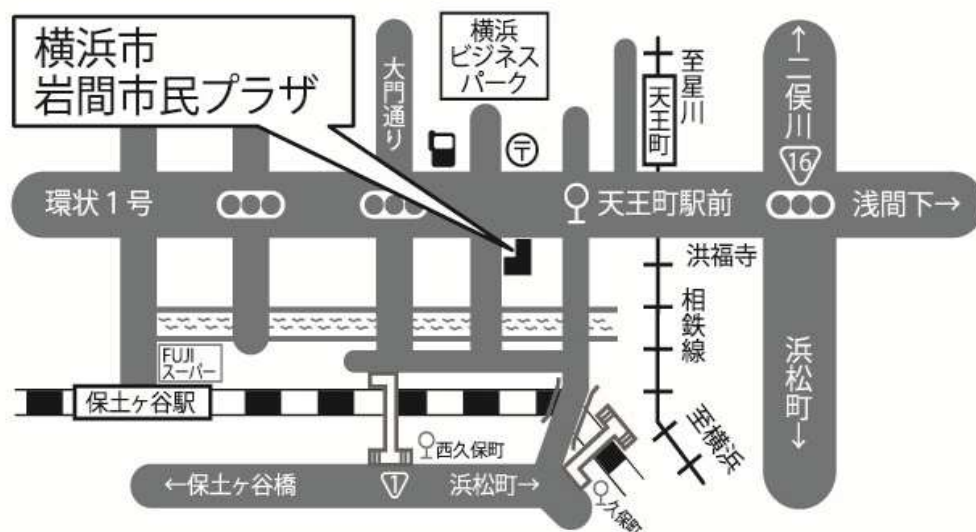 横浜市
岩間市民プラザ
大門通り
横浜
ビジネス
パーク
〒
至星川
天王町
←二俣川
16
環状1号
天王町駅前
浅間下→
洪福寺
相鉄線
浜松町→
FUJI
スーパー
保土ヶ谷駅
至横浜
西久保町
←保土ヶ谷橋
1
浜松町→
久保町